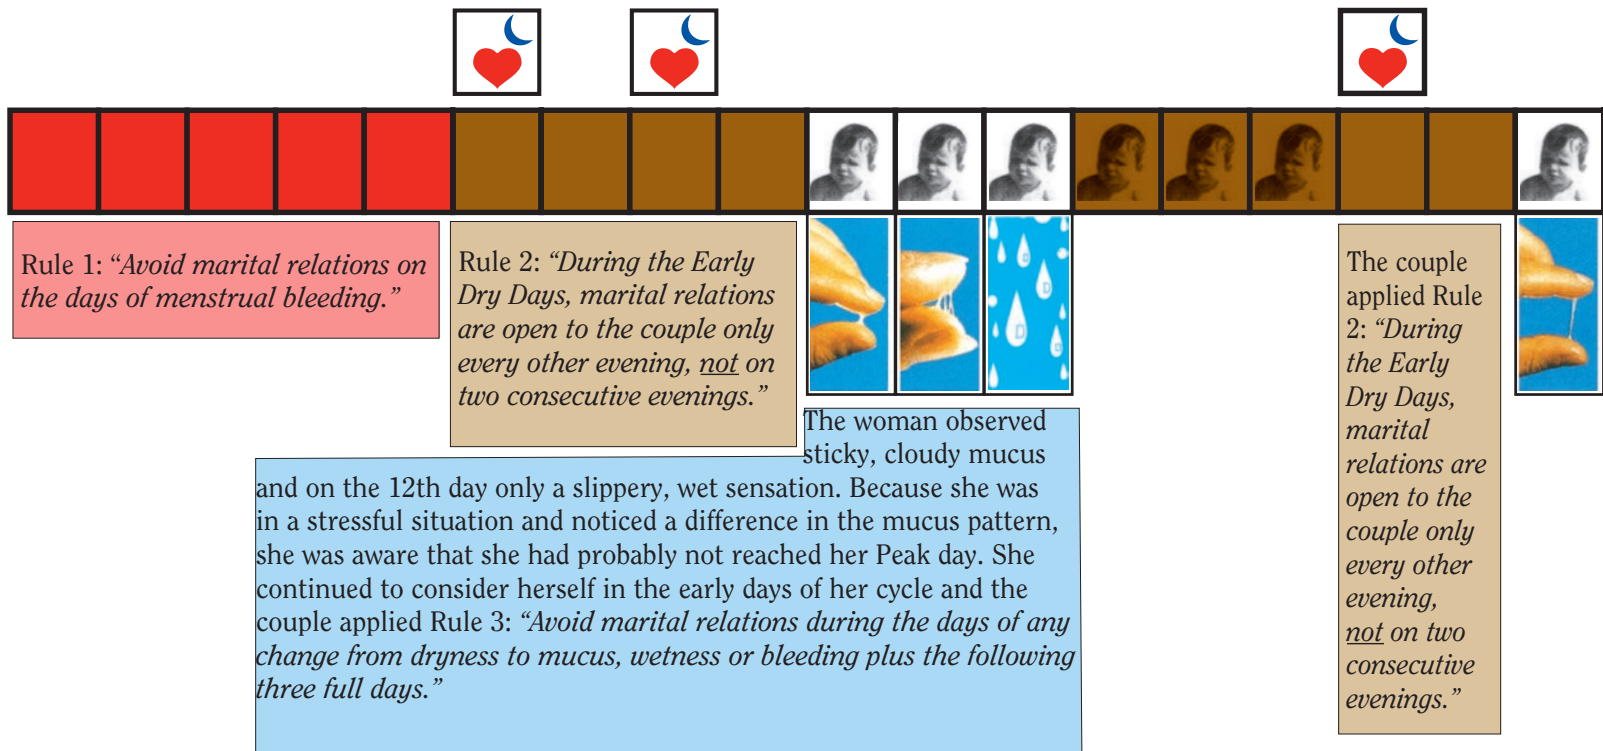 Rule 1: “Avoid marital relations on
the days of menstrual bleeding.”
Rule 2: “During the Early
Dry Days, marital relations
are open to the couple only
every other evening, not on
two consecutive evenings.”
D
D
D
D
The woman observed
sticky, cloudy mucus
and on the 12th day only a slippery, wet sensation. Because she was
in a stressful situation and noticed a difference in the mucus pattern,
she was aware that she had probably not reached her Peak day. She
continued to consider herself in the early days of her cycle and the
couple applied Rule 3: “Avoid marital relations during the days of any
change from dryness to mucus, wetness or bleeding plus the following
three full days.”
The couple
applied Rule
2: “During
the Early
Dry Days,
marital
relations are
open to the
couple only
every other
evening,
not on two
consecutive
evenings.”